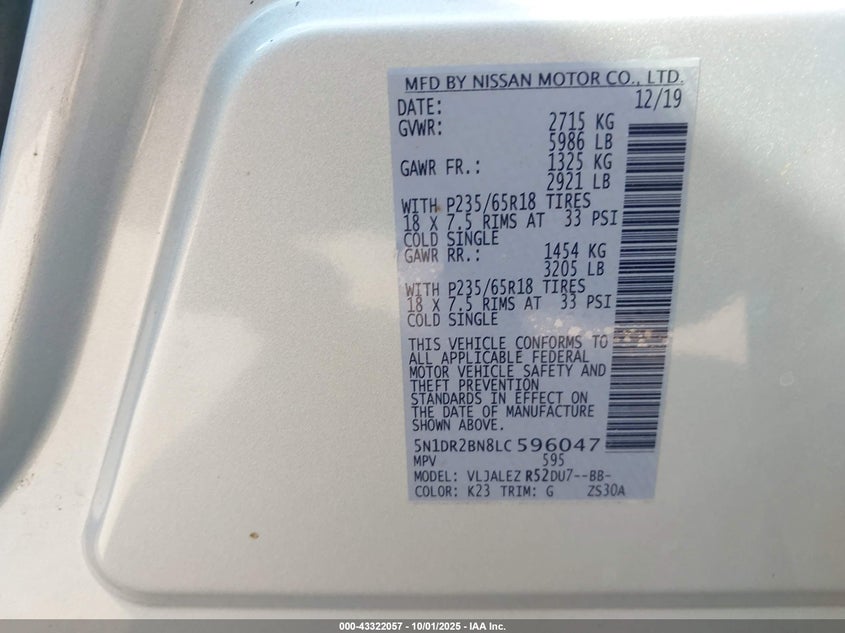 MFD BY NISSAN MOTOR CO., LTD.
DATE: 12/19
GVWR: 2715 KG
5986 LB
GAWR FR.: 1325 KG
2921 LB
WITH P235/65R18 TIRES
18 X 7.5 RIMS AT 33 PSI
COLD SINGLE
GAWR RR.: 1454 KG
3205 LB
WITH P235/65R18 TIRES
18 X 7.5 RIMS AT 33 PSI
COLD SINGLE
THIS VEHICLE CONFORMS TO
ALL APPLICABLE FEDERAL
MOTOR VEHICLE SAFETY AND
THEFT PREVENTION
STANDARDS IN EFFECT ON
THE DATE OF MANUFACTURE
SHOWN ABOVE.
5N1DR2BN8LC596047
MPV 595
MODEL: VLJALEZ R52DU7--BB-
COLOR: K23 TRIM: G ZS30A
000-43322057 - 10/01/2025 - IAA Inc.